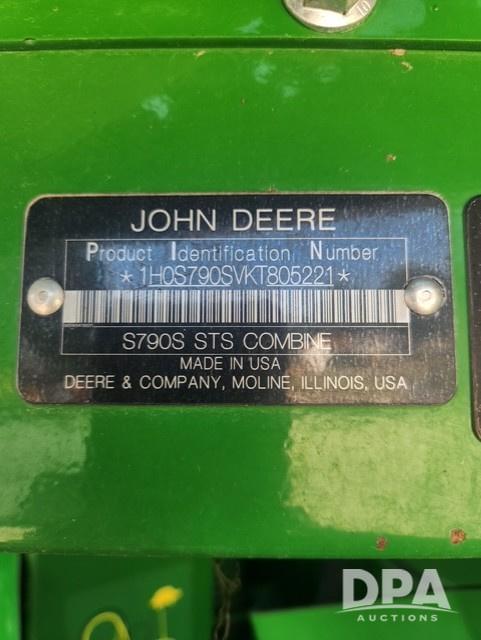 JOHN DEERE
Product Identification Number
*1H0S790SVKT805221*
S790S STS COMBINE
MADE IN USA
DEERE & COMPANY, MOLINE, ILLINOIS, USA
DPA
AUCTIONS